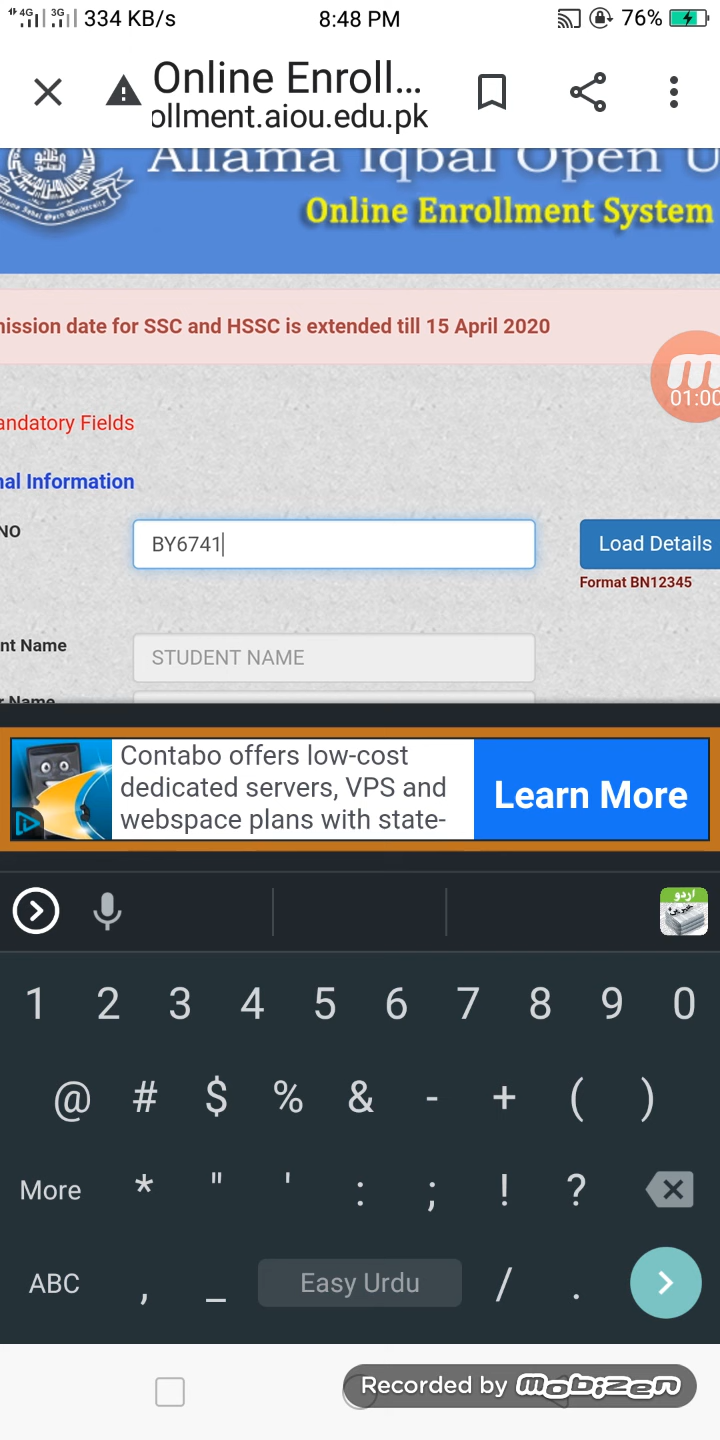 4G 3G 334 KB/s 8:48 PM 76%
Online Enroll...
ollment.aiou.edu.pk
Allama Iqbal Open U
Online Enrollment System
nission date for SSC and HSSC is extended till 15 April 2020
01:00
andatory Fields
nal Information
NO
BY6741
Load Details
Format BN12345
nt Name
STUDENT NAME
r Name
Contabo offers low-cost
dedicated servers, VPS and
webspace plans with state-
Learn More
اردو
1 2 3 4 5 6 7 8 9 0
@ # $ % & - + ( )
More * " ' : ; ! ?
ABC , _ Easy Urdu / .
Recorded by mobizen